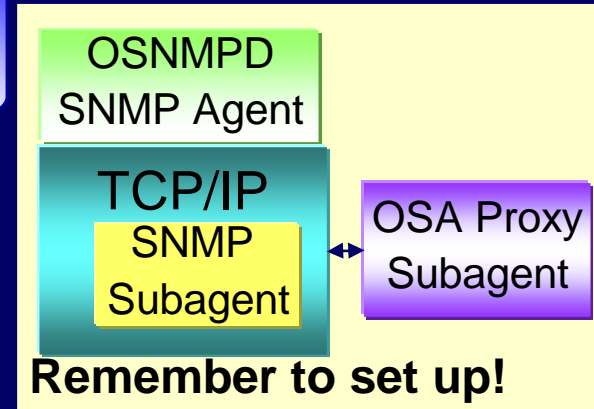 OSNMPD
SNMP Agent
TCP/IP
SNMP
Subagent
OSA Proxy
Subagent
Remember to set up!